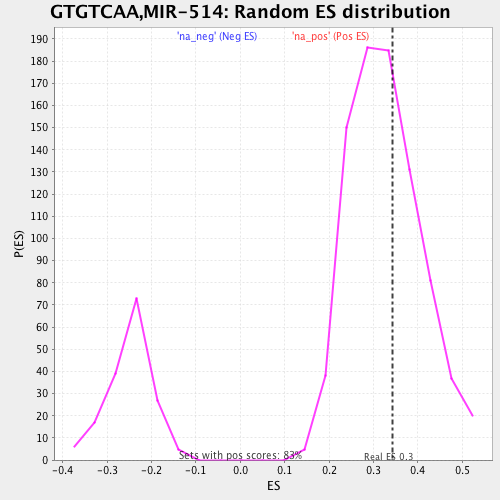 GTGTCAA,MIR-514: Random ES distribution
'na_neg' (Neg ES) 'na_pos' (Pos ES)
190
180
170
160
150
140
130
120
110
100
90
80
70
60
50
40
30
20
10
0
P(ES)
Sets with pos scores: 83%
Real ES 0.3
-0.4 -0.3 -0.2 -0.1 0.0 0.1 0.2 0.3 0.4 0.5
ES